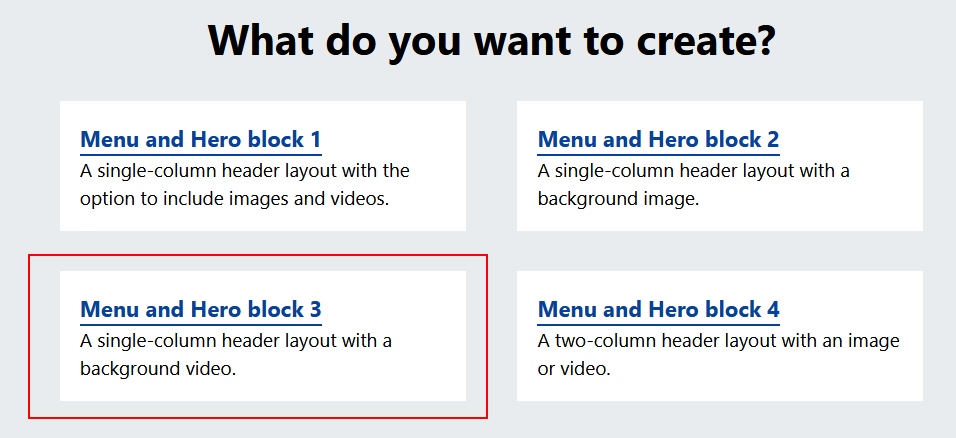 What do you want to create?
Menu and Hero block 1
A single-column header layout with the
option to include images and videos.
Menu and Hero block 2
A single-column header layout with a
background image.
Menu and Hero block 3
A single-column header layout with a
background video.
Menu and Hero block 4
A two-column header layout with an image
or video.